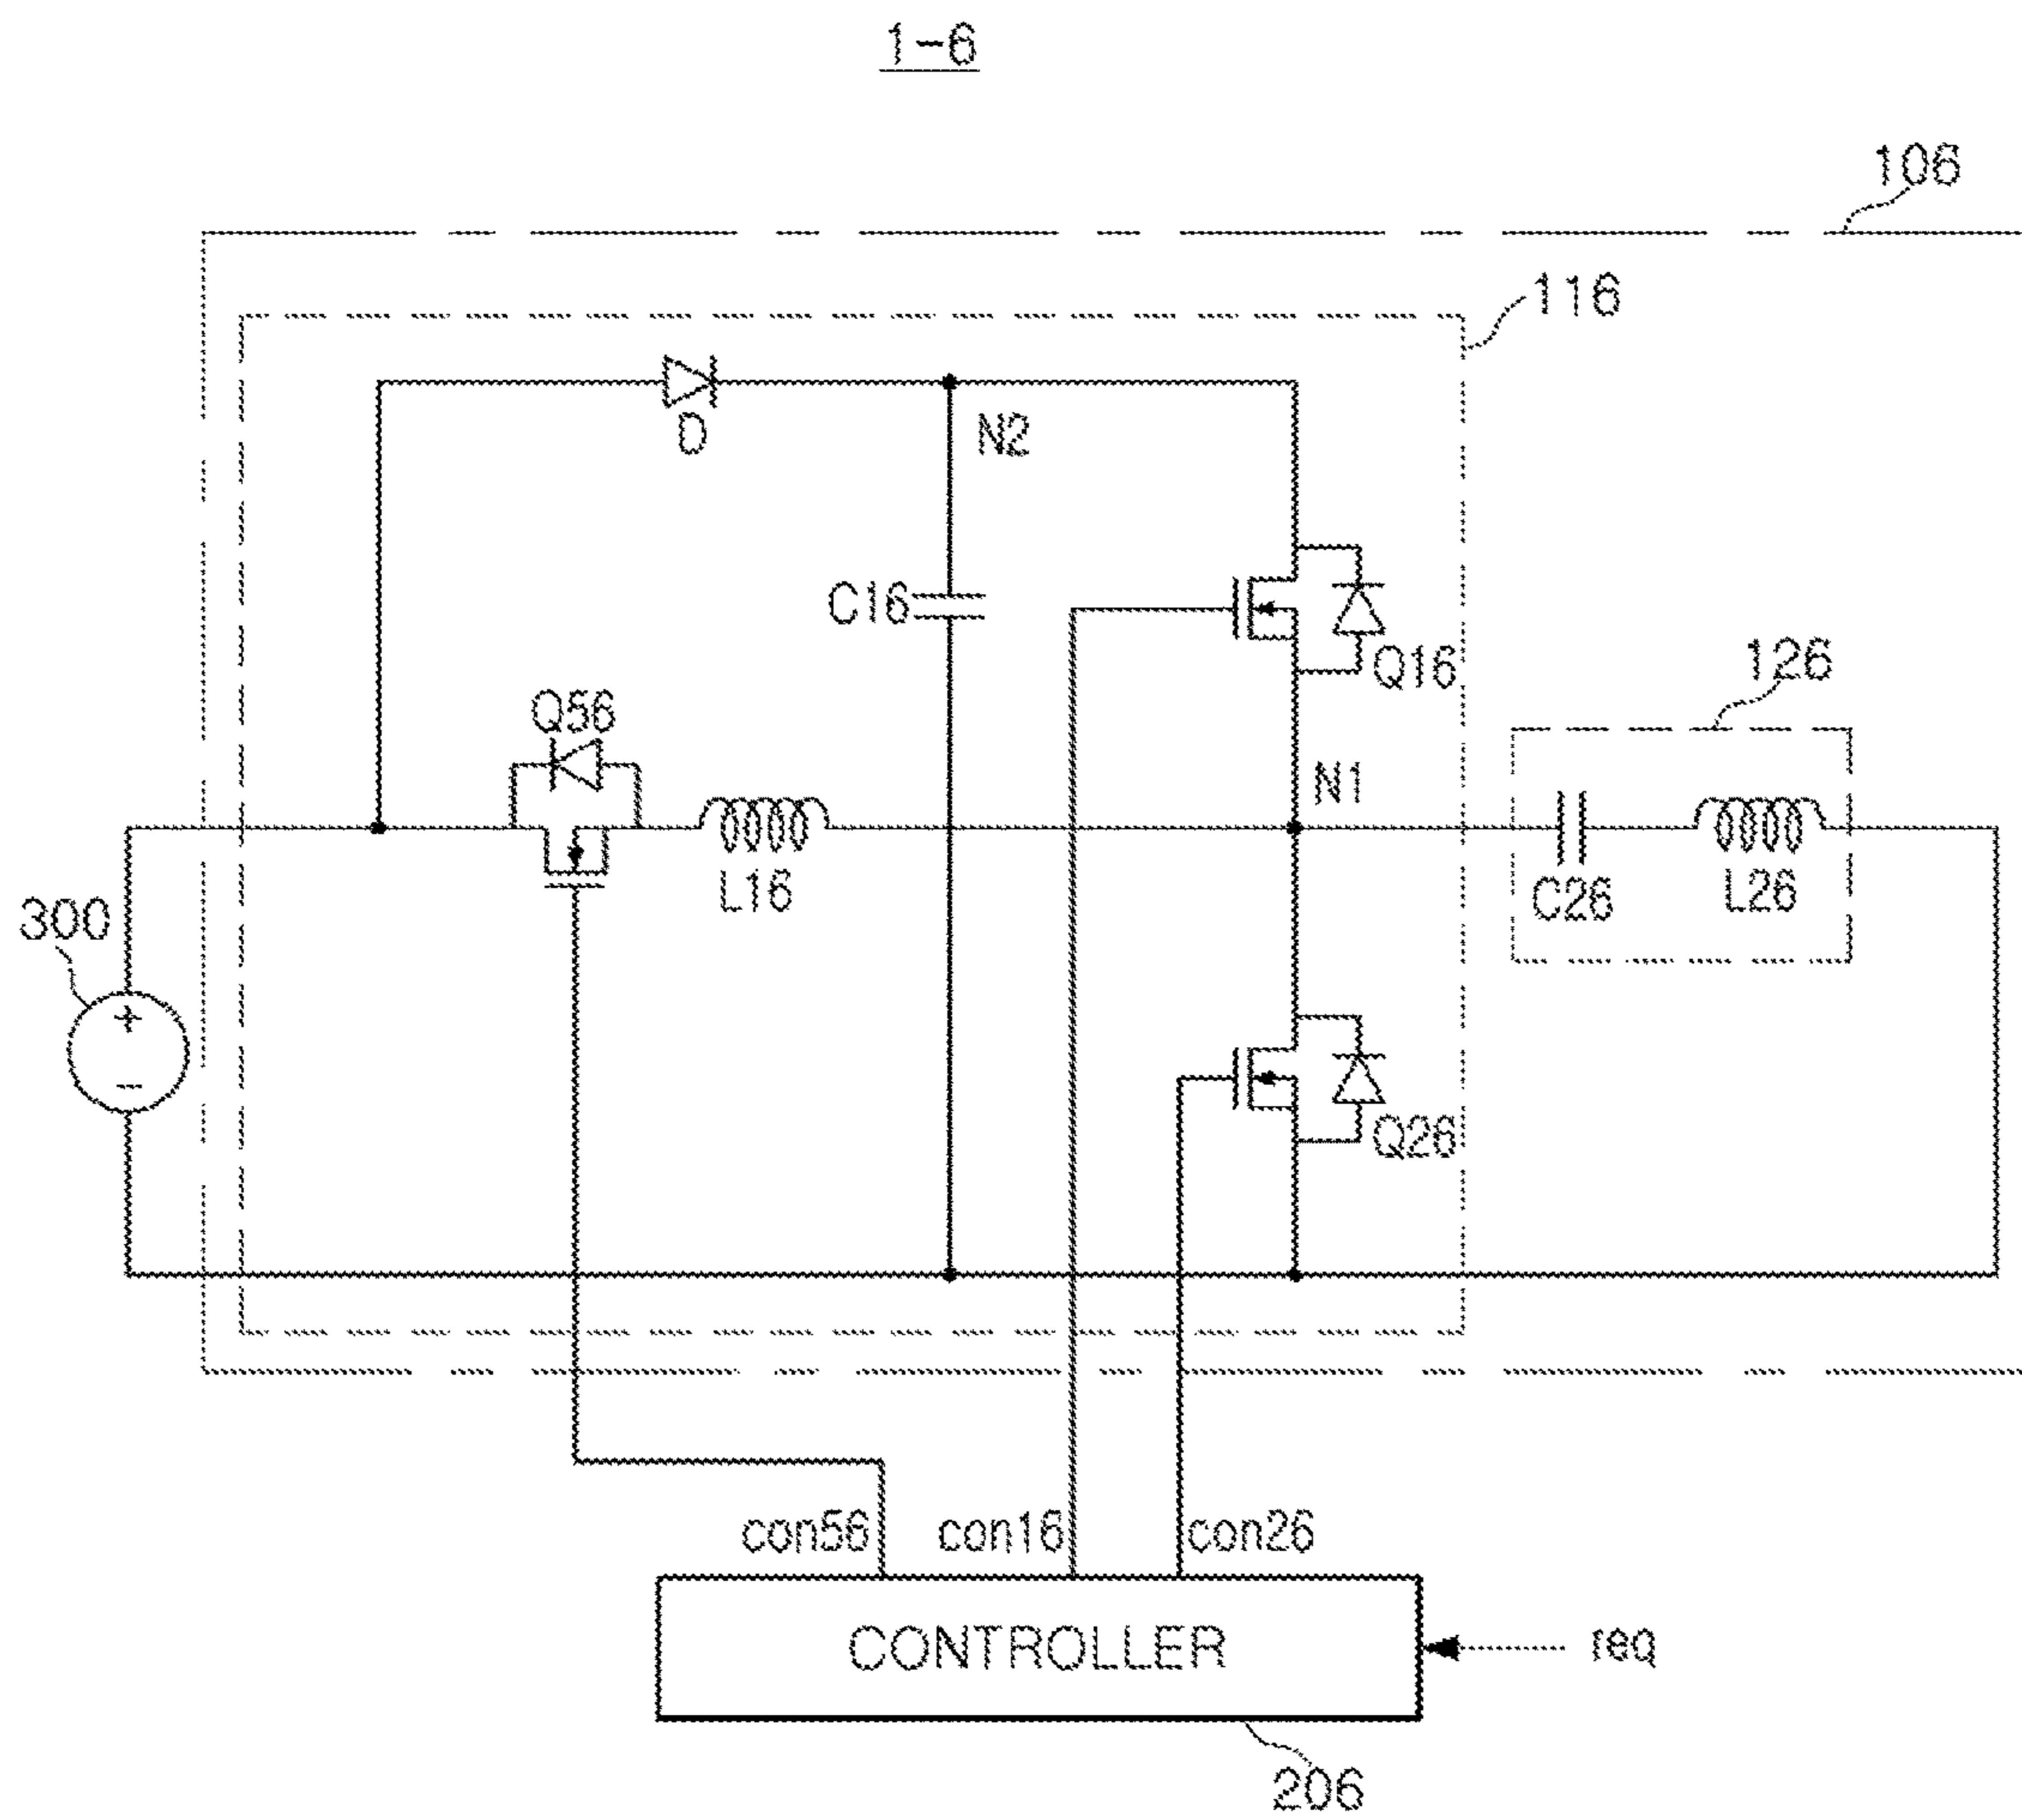 1-6
106
116
D
N2
C16
Q16
126
Q56
N1
L16
C26
L26
300
+
-
Q26
con56
con16
con26
CONTROLLER
req
206